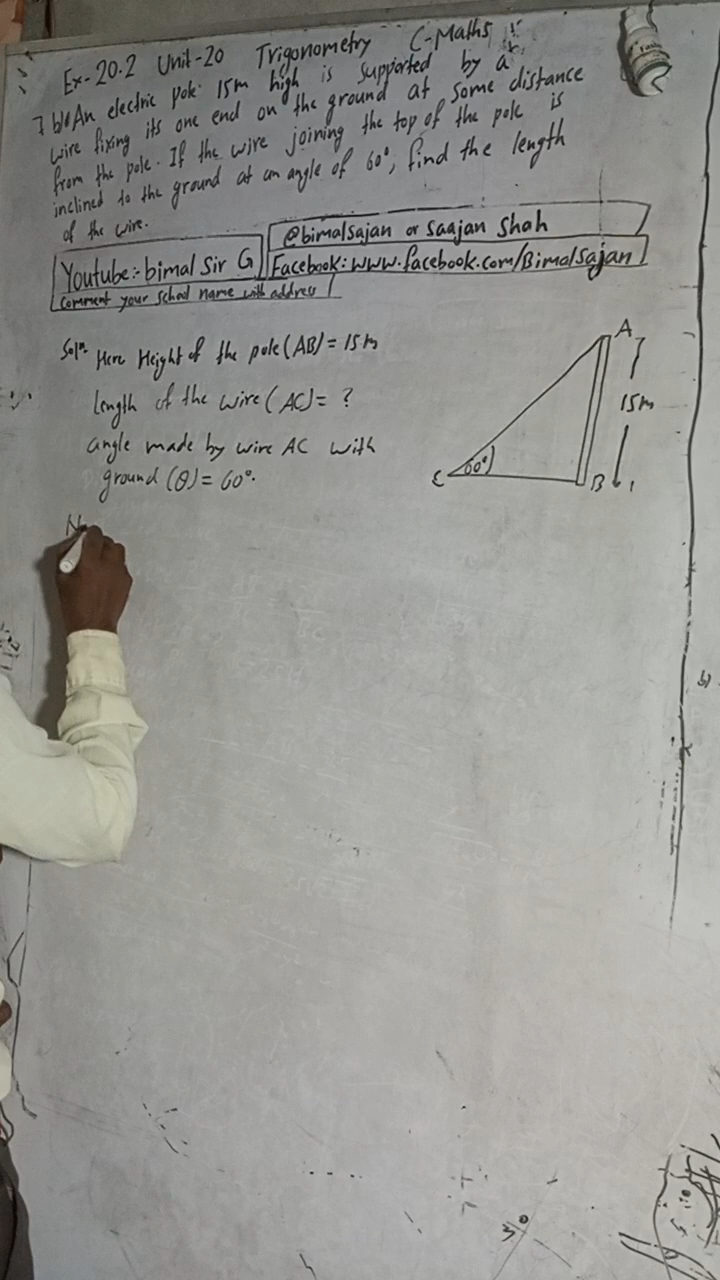 Ex-20.2 Unit-20 Trigonometry C-Maths
7 b) An electric pole 15m high is supported by a
wire fixing its one end on the ground at some distance
from the pole. If the wire joining the top of the pole is
inclined to the ground at an angle of 60°, find the length
of the wire.
@bimalsajan or Saajan Shah
Youtube:- bimal Sir G
Facebook: www.facebook.com/Bimalsajan
Comment your School name with address
Solⁿ. Here Height of the pole (AB) = 15m
Length of the wire (AC) = ?
angle made by wire AC with
ground (θ) = 60°.
A
15m
60°
C
B